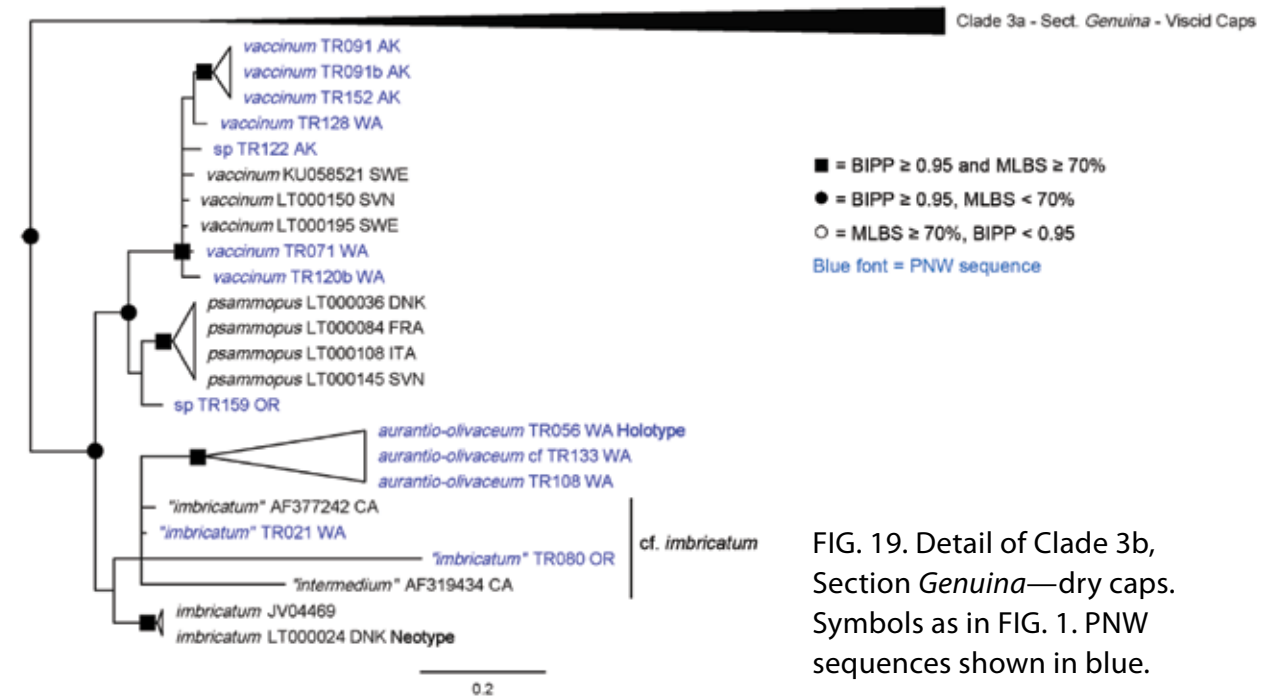 Clade 3a - Sect. Genuina - Viscid Caps
vaccinum TR091 AK
vaccinum TR091b AK
vaccinum TR152 AK
vaccinum TR128 WA
sp TR122 AK
vaccinum KU058521 SWE
vaccinum LT000150 SVN
vaccinum LT000195 SWE
vaccinum TR071 WA
vaccinum TR120b WA
psammopus LT000036 DNK
psammopus LT000084 FRA
psammopus LT000108 ITA
psammopus LT000145 SVN
sp TR159 OR
aurantio-olivaceum TR056 WA Holotype
aurantio-olivaceum cf TR133 WA
aurantio-olivaceum TR108 WA
"imbricatum" AF377242 CA
"imbricatum" TR021 WA
"imbricatum" TR080 OR
"intermedium" AF319434 CA
cf. imbricatum
imbricatum JV04469
imbricatum LT000024 DNK Neotype
0.2
■ = BIPP ≥ 0.95 and MLBS ≥ 70%
● = BIPP ≥ 0.95, MLBS < 70%
○ = MLBS ≥ 70%, BIPP < 0.95
Blue font = PNW sequence
FIG. 19. Detail of Clade 3b,
Section Genuina—dry caps.
Symbols as in FIG. 1. PNW
sequences shown in blue.